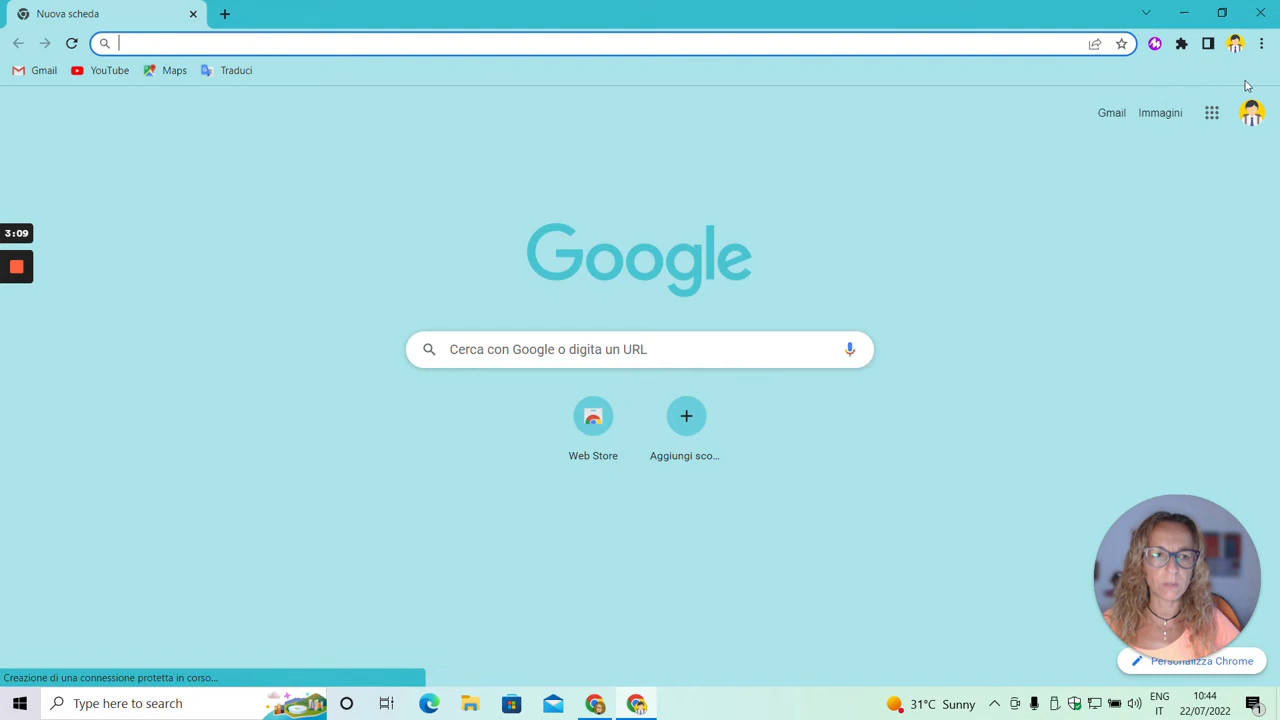 Nuova scheda
Gmail YouTube Maps Traduci
Gmail Immagini
3:09
Google
Cerca con Google o digita un URL
Web Store Aggiungi sco...
Personalizza Chrome
Creazione di una connessione protetta in corso...
Type here to search
31°C Sunny
ENG
IT
10:44
22/07/2022
1